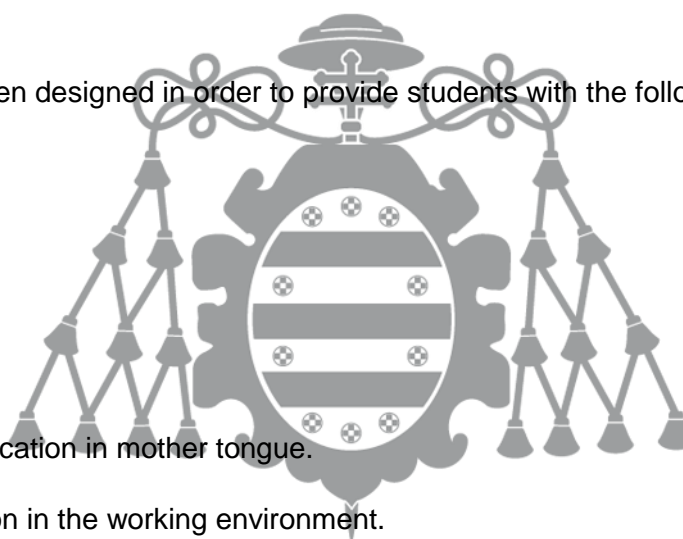 en designed in order to provide students with the follo
cation in mother tongue.
on in the working environment.